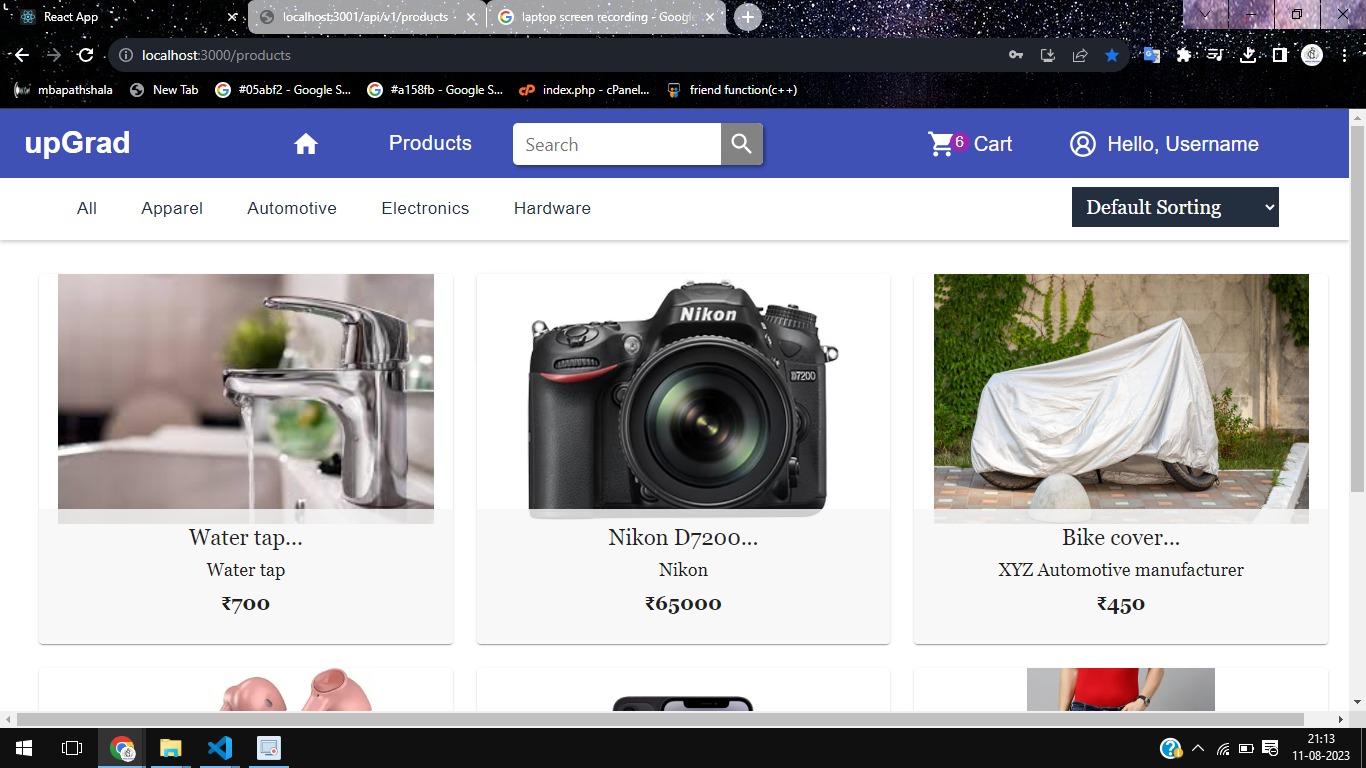 React App
localhost:3001/api/v1/products
laptop screen recording - Google
localhost:3000/products
mbapathshala
New Tab
#05abf2 - Google S...
#a158fb - Google S...
index.php - cPanel...
friend function(c++)
upGrad
Products
Search
6
Cart
Hello, Username
All
Apparel
Automotive
Electronics
Hardware
Default Sorting
Nikon
D7200
Water tap...
Water tap
₹700
Nikon D7200...
Nikon
₹65000
Bike cover...
XYZ Automotive manufacturer
₹450
21:13
11-08-2023